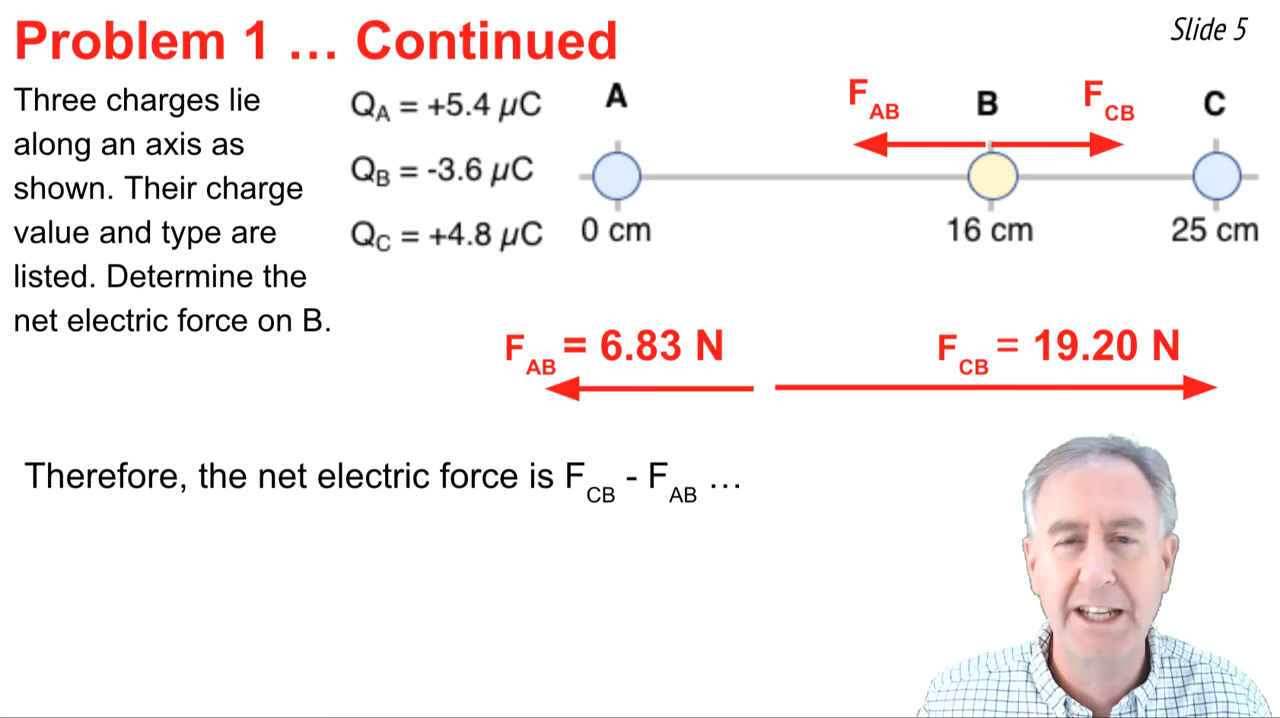 Slide 5
Problem 1 … Continued
Three charges lie
along an axis as
shown. Their charge
value and type are
listed. Determine the
net electric force on B.
Q_A = +5.4 µC
Q_B = -3.6 µC
Q_C = +4.8 µC
A
F_AB
B
F_CB
C
0 cm
16 cm
25 cm
F_AB = 6.83 N
F_CB = 19.20 N
Therefore, the net electric force is F_CB - F_AB …